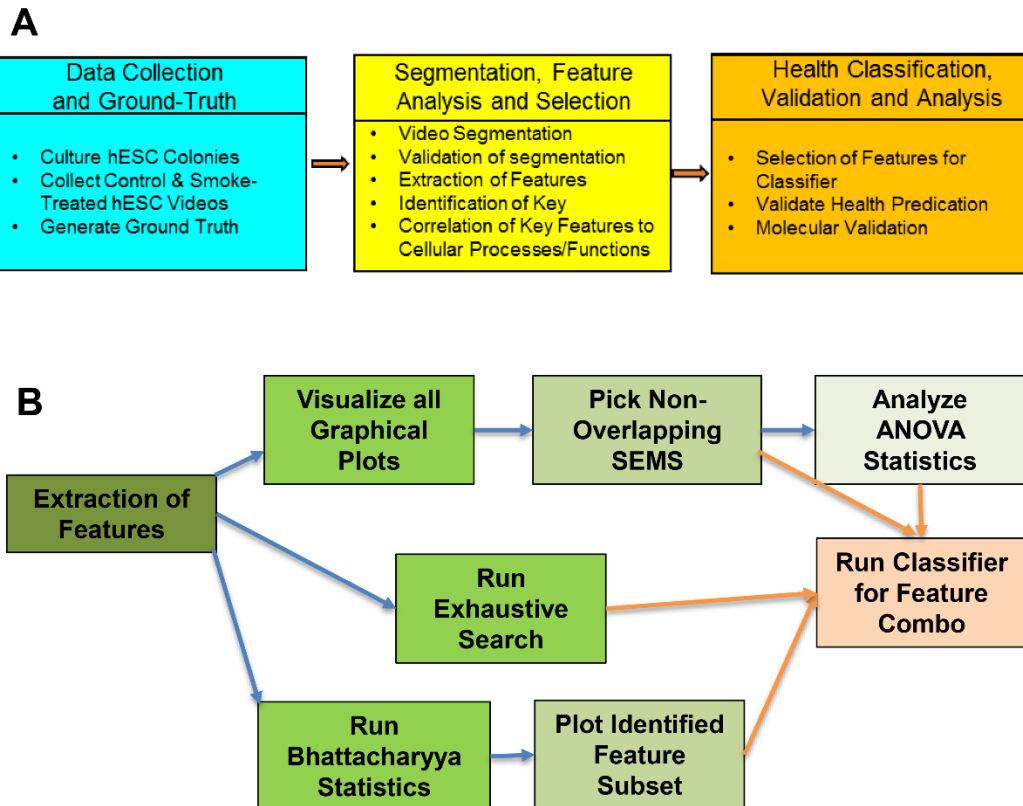 A
Data Collection
and Ground-Truth
• Culture hESC Colonies
• Collect Control & Smoke-
Treated hESC Videos
• Generate Ground Truth
Segmentation, Feature
Analysis and Selection
• Video Segmentation
• Validation of segmentation
• Extraction of Features
• Identification of Key
• Correlation of Key Features to
Cellular Processes/Functions
Health Classification,
Validation and Analysis
• Selection of Features for
Classifier
• Validate Health Predication
• Molecular Validation
B
Extraction of
Features
Visualize all
Graphical
Plots
Pick Non-
Overlapping
SEMS
Analyze
ANOVA
Statistics
Run
Exhaustive
Search
Run Classifier
for Feature
Combo
Run
Bhattacharyya
Statistics
Plot Identified
Feature
Subset